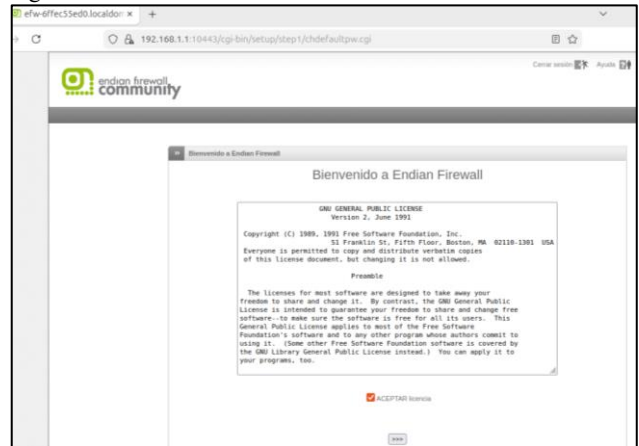 efw-6ffec55ed0.localdon × +
192.168.1.1:10443/cgi-bin/setup/step1/chdefaultpw.cgi
Cerrar sesión Ayuda
endian firewall
community
Bienvenido a Endian Firewall
Bienvenido a Endian Firewall
GNU GENERAL PUBLIC LICENSE
Version 2, June 1991
Copyright (C) 1989, 1991 Free Software Foundation, Inc.
51 Franklin St, Fifth Floor, Boston, MA 02110-1301 USA
Everyone is permitted to copy and distribute verbatim copies
of this license document, but changing it is not allowed.
Preamble
The licenses for most software are designed to take away your
freedom to share and change it. By contrast, the GNU General Public
License is intended to guarantee your freedom to share and change free
software--to make sure the software is free for all its users. This
General Public License applies to most of the Free Software
Foundation's software and to any other program whose authors commit to
using it. (Some other Free Software Foundation software is covered by
the GNU Library General Public License instead.) You can apply it to
your programs, too.
ACEPTAR licencia
>>>